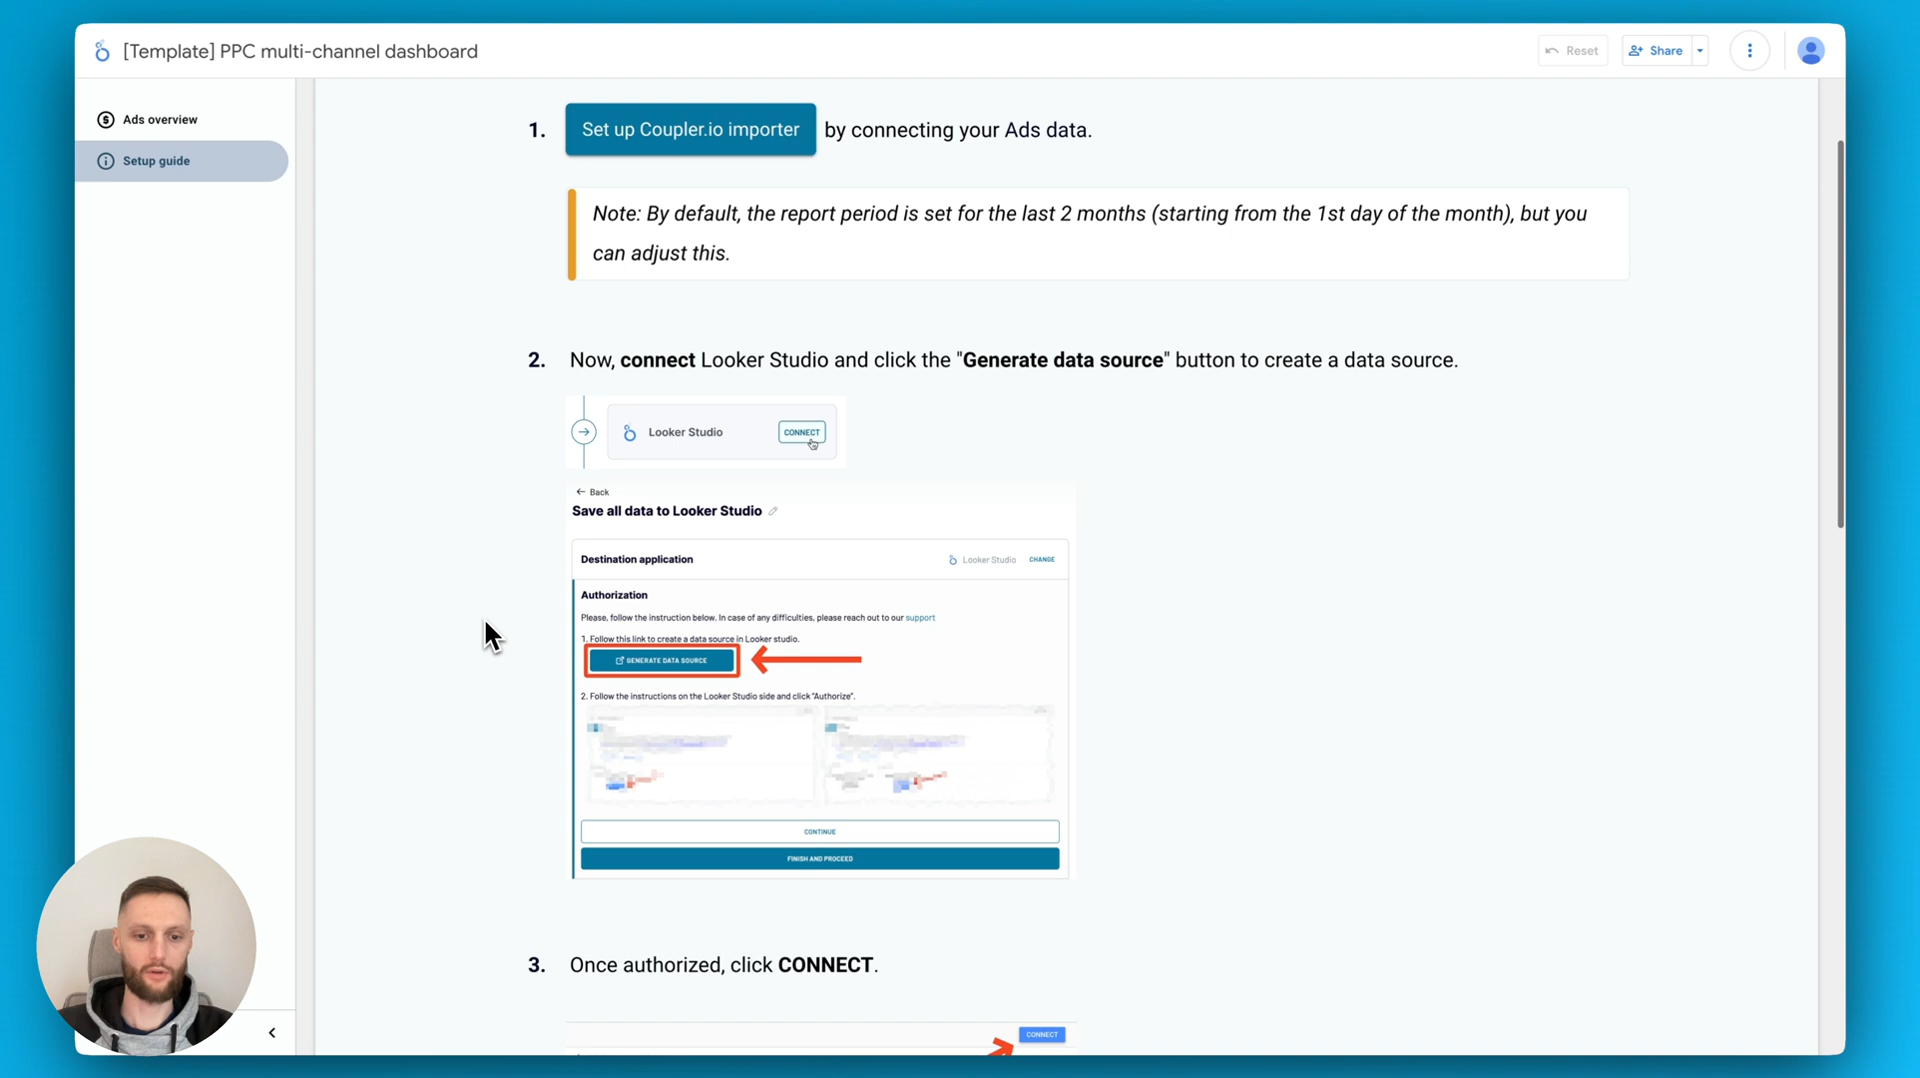 [Template] PPC multi-channel dashboard
Reset
Share
Ads overview
Setup guide
1. Set up Coupler.io importer by connecting your Ads data.
Note: By default, the report period is set for the last 2 months (starting from the 1st day of the month), but you
can adjust this.
2. Now, connect Looker Studio and click the "Generate data source" button to create a data source.
Looker Studio
CONNECT
Back
Save all data to Looker Studio
Destination application
Looker Studio
CHANGE
Authorization
Please, follow the instruction below. In case of any difficulties, please reach out to our support
1. Follow this link to create a data source in Looker studio.
GENERATE DATA SOURCE
2. Follow the instructions on the Looker Studio side and click "Authorize".
CONTINUE
FINISH AND PROCEED
3. Once authorized, click CONNECT.
CONNECT